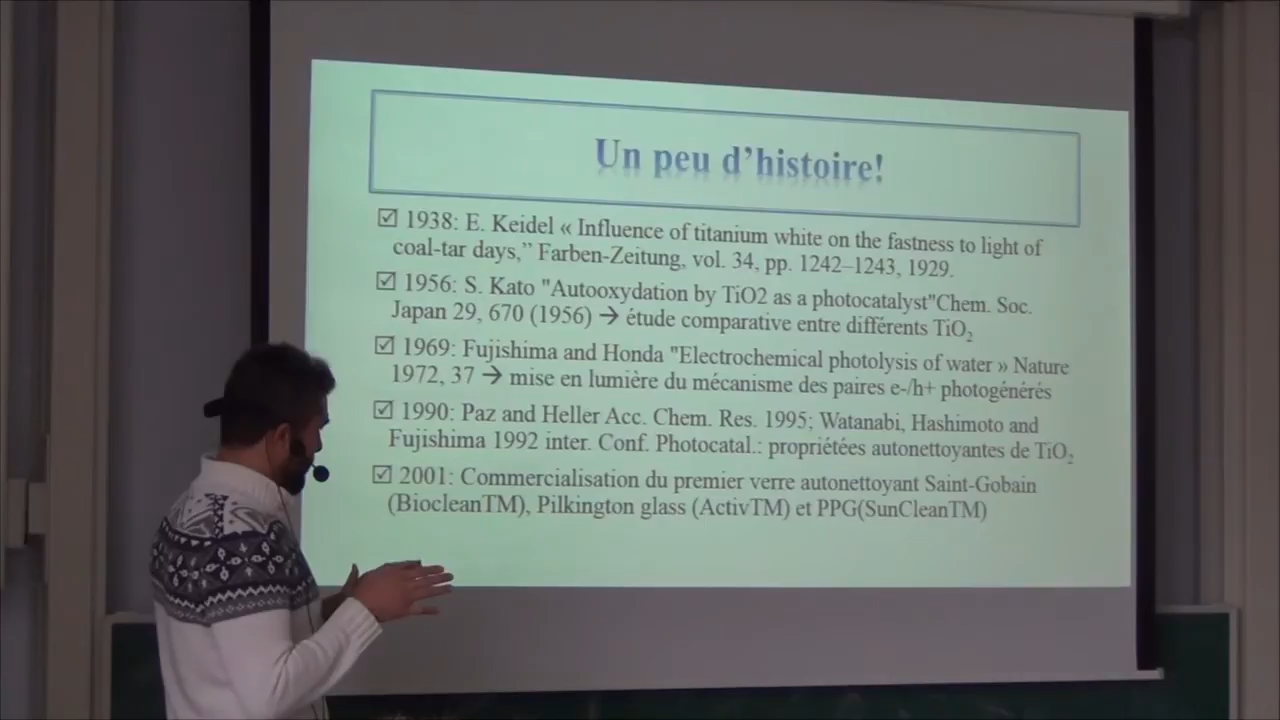 Un peu d’histoire!
☑ 1938: E. Keidel « Influence of titanium white on the fastness to light of
coal-tar days,” Farben-Zeitung, vol. 34, pp. 1242–1243, 1929.
☑ 1956: S. Kato "Autooxydation by TiO2 as a photocatalyst"Chem. Soc.
Japan 29, 670 (1956) → étude comparative entre différents TiO₂
☑ 1969: Fujishima and Honda "Electrochemical photolysis of water » Nature
1972, 37 → mise en lumière du mécanisme des paires e-/h+ photogénérés
☑ 1990: Paz and Heller Acc. Chem. Res. 1995; Watanabi, Hashimoto and
Fujishima 1992 inter. Conf. Photocatal.: propriétées autonettoyantes de TiO₂
☑ 2001: Commercialisation du premier verre autonettoyant Saint-Gobain
(BiocleanTM), Pilkington glass (ActivTM) et PPG(SunCleanTM)